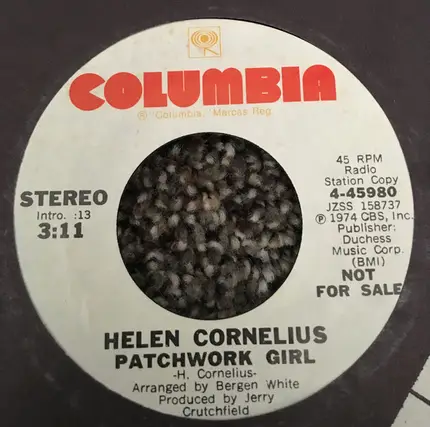 COLUMBIA
® Columbia, Marcas Reg.
STEREO
Intro. :13
3:11
45 RPM
Radio
Station Copy
4-45980
JZSS 158737
℗ 1974 CBS, Inc.
Publisher:
Duchess
Music Corp.
(BMI)
NOT
FOR SALE
HELEN CORNELIUS
PATCHWORK GIRL
-H. Cornelius-
Arranged by Bergen White
Produced by Jerry
Crutchfield